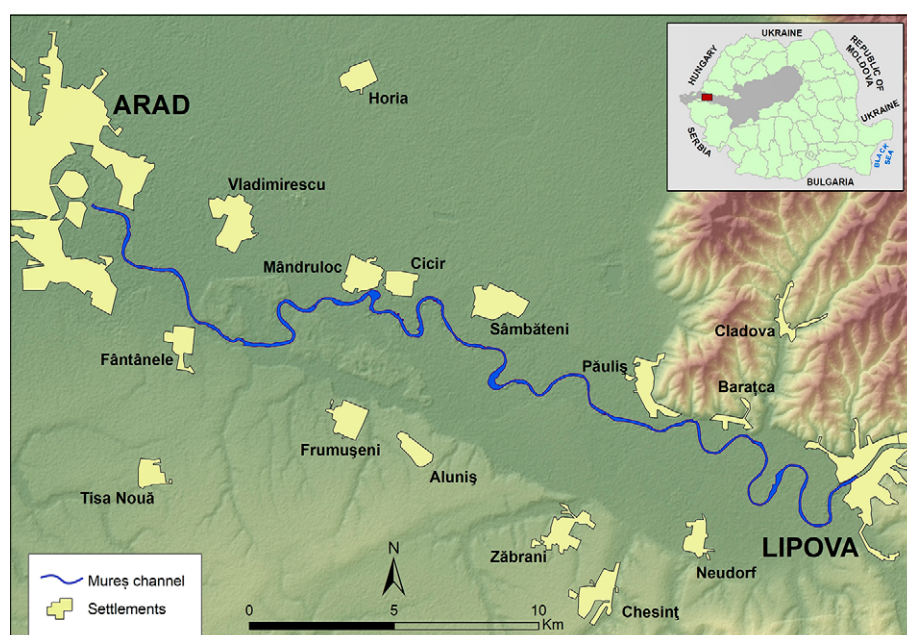 UKRAINE
HUNGARY
REPUBLIC OF
MOLDOVA
UKRAINE
SERBIA
BLACK
SEA
BULGARIA
ARAD
Horia
Vladimirescu
Mândruloc
Cicir
Sâmbăteni
Cladova
Fântânele
Păuliş
Baraţca
Frumuşeni
Aluniş
Tisa Nouă
Zăbrani
LIPOVA
Neudorf
Chesinţ
N
Mureș channel
Settlements
0 5 10
Km